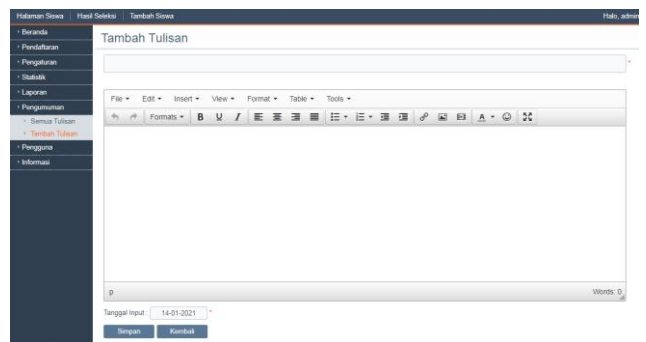 Halaman Siswa Hasil Seleksi Tambah Siswa Halo, admin
Beranda
Pendaftaran
Pengaturan
Statistik
Laporan
Pengumuman
Semua Tulisan
Tambah Tulisan
Pengguna
Informasi
Tambah Tulisan
*
File Edit Insert View Format Table Tools
Formats B U I A
p Words: 0
Tanggal Input 14-01-2021 *
Simpan Kembali